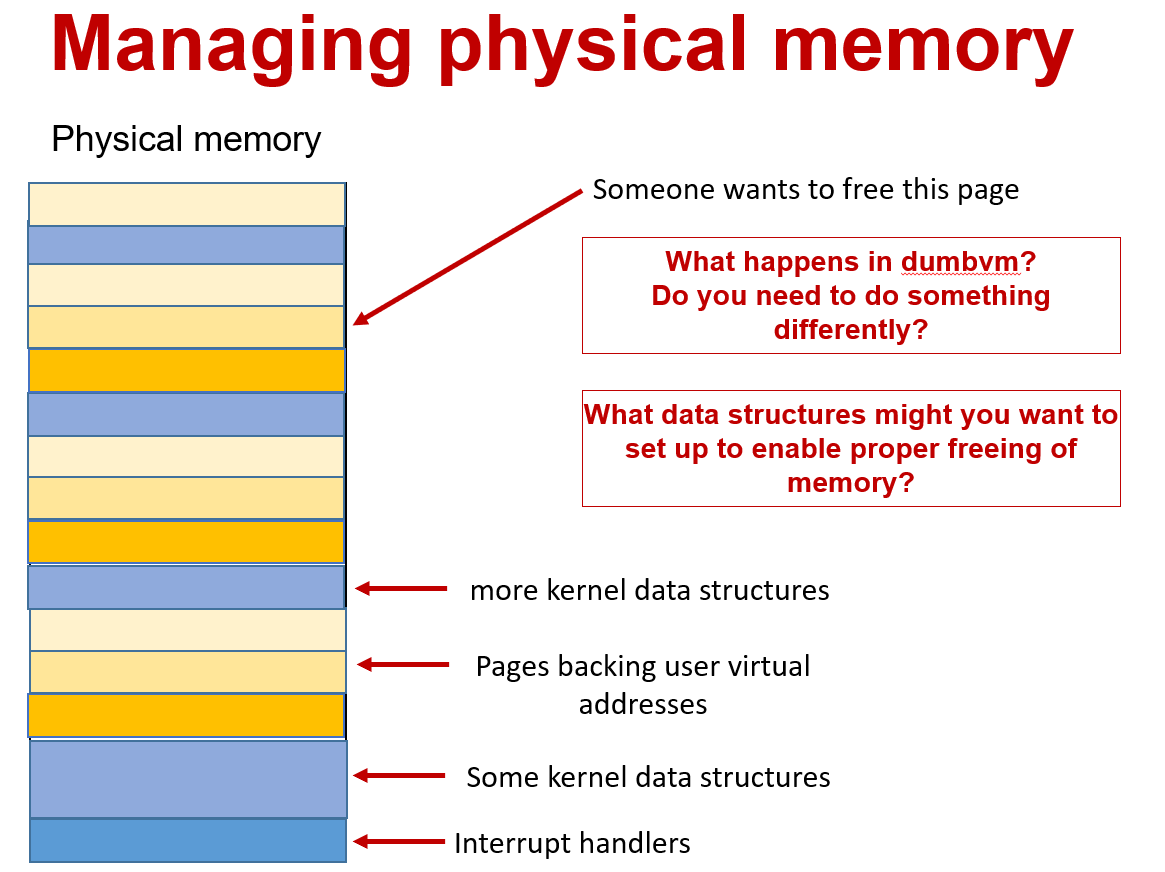 Managing physical memory
Physical memory
Someone wants to free this page
What happens in dumbvm?
Do you need to do something
differently?
What data structures might you want to
set up to enable proper freeing of
memory?
more kernel data structures
Pages backing user virtual
addresses
Some kernel data structures
Interrupt handlers